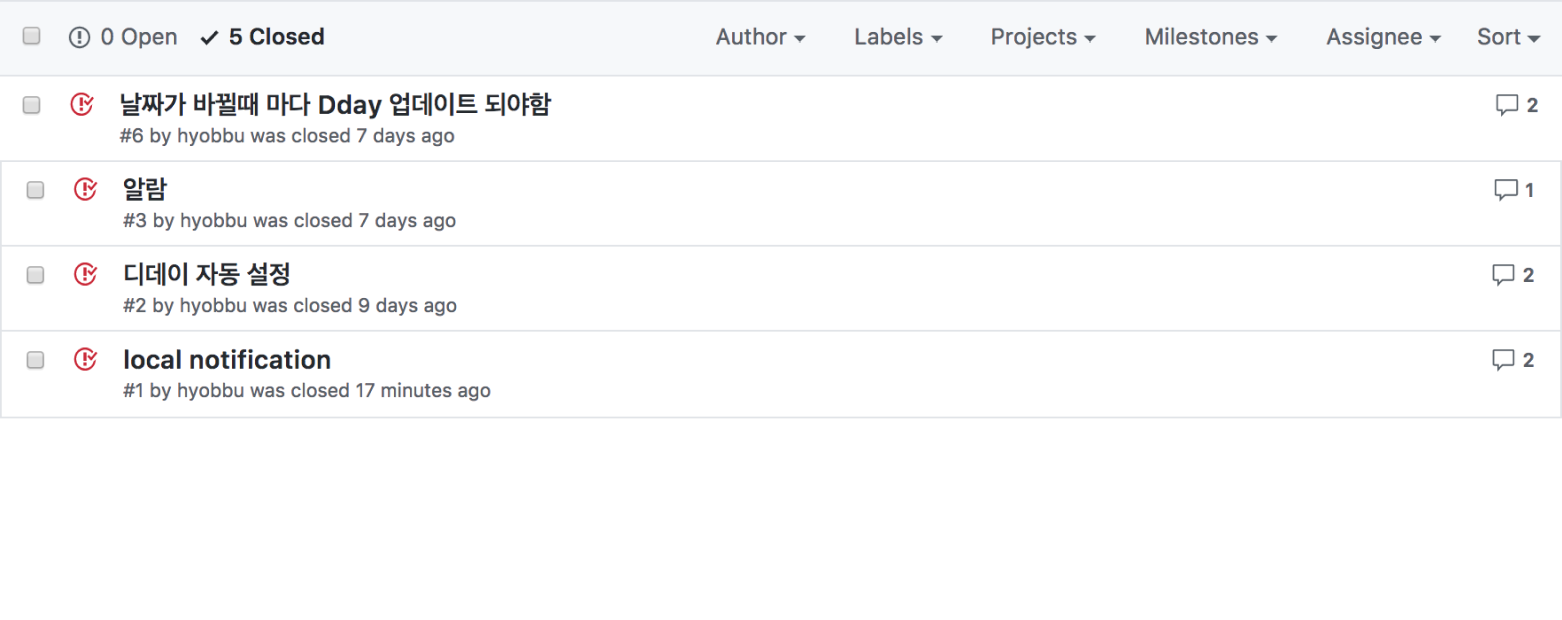 0 Open 5 Closed Author Labels Projects Milestones Assignee Sort
날짜가 바뀔때 마다 Dday 업데이트 되야함 2
#6 by hyobbu was closed 7 days ago
알람 1
#3 by hyobbu was closed 7 days ago
디데이 자동 설정 2
#2 by hyobbu was closed 9 days ago
local notification 2
#1 by hyobbu was closed 17 minutes ago